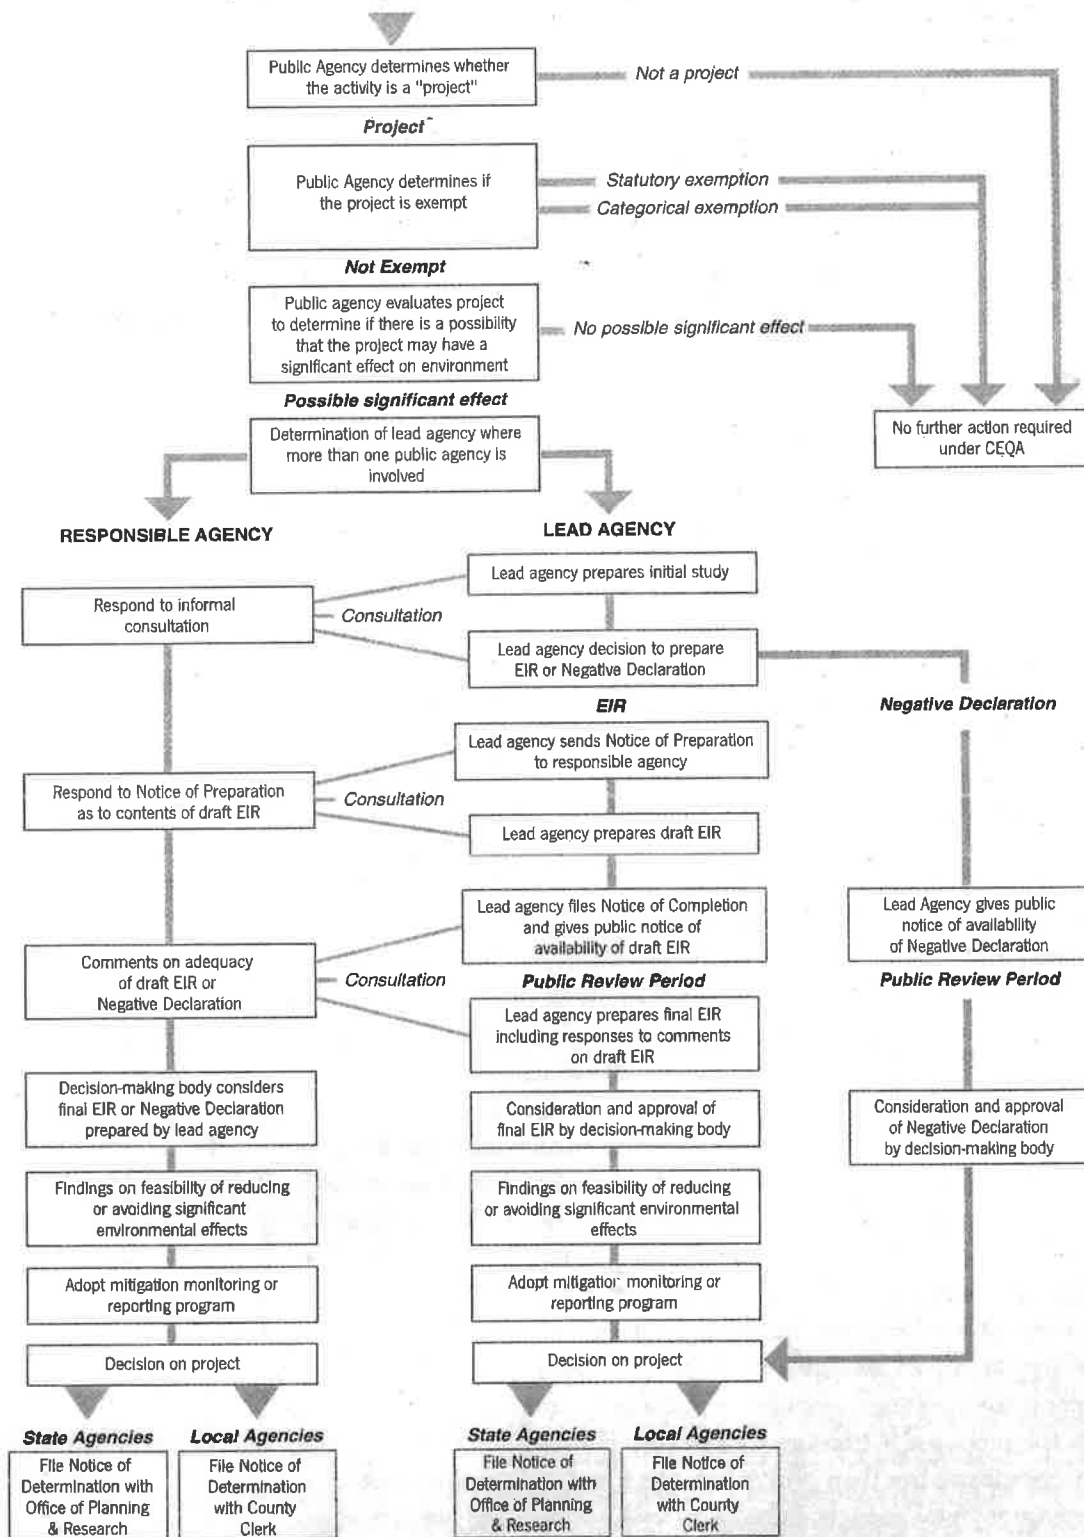 Public Agency determines whether
the activity is a "project"
Not a project
Project
Public Agency determines if
the project is exempt
Statutory exemption
Categorical exemption
Not Exempt
Public agency evaluates project
to determine if there is a possibility
that the project may have a
significant effect on environment
No possible significant effect
Possible significant effect
Determination of lead agency where
more than one public agency is
involved
No further action required
under CEQA
RESPONSIBLE AGENCY
LEAD AGENCY
Lead agency prepares initial study
Respond to informal
consultation
Consultation
Lead agency decision to prepare
EIR or Negative Declaration
EIR
Negative Declaration
Lead agency sends Notice of Preparation
to responsible agency
Respond to Notice of Preparation
as to contents of draft EIR
Consultation
Lead agency prepares draft EIR
Lead agency files Notice of Completion
and gives public notice of
availability of draft EIR
Lead Agency gives public
notice of availability
of Negative Declaration
Comments on adequacy
of draft EIR or
Negative Declaration
Consultation
Public Review Period
Public Review Period
Lead agency prepares final EIR
including responses to comments
on draft EIR
Decision-making body considers
final EIR or Negative Declaration
prepared by lead agency
Consideration and approval of
final EIR by decision-making body
Consideration and approval
of Negative Declaration
by decision-making body
Findings on feasibility of reducing
or avoiding significant
environmental effects
Findings on feasibility of reducing
or avoiding significant environmental
effects
Adopt mitigation monitoring or
reporting program
Adopt mitigation monitoring or
reporting program
Decision on project
Decision on project
State Agencies
Local Agencies
State Agencies
Local Agencies
File Notice of
Determination with
Office of Planning
& Research
File Notice of
Determination
with County
Clerk
File Notice of
Determination with
Office of Planning
& Research
File Notice of
Determination
with County
Clerk